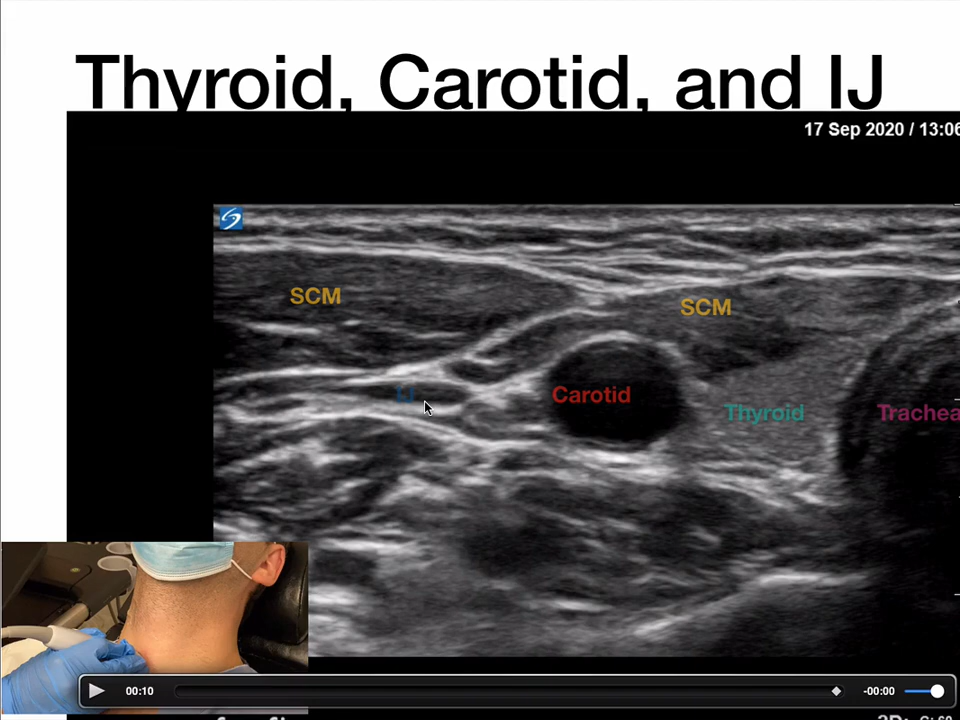 Thyroid, Carotid, and IJ
17 Sep 2020 / 13:06
SCM
SCM
IJ
Carotid
Thyroid
Trachea
00:10
-00:00